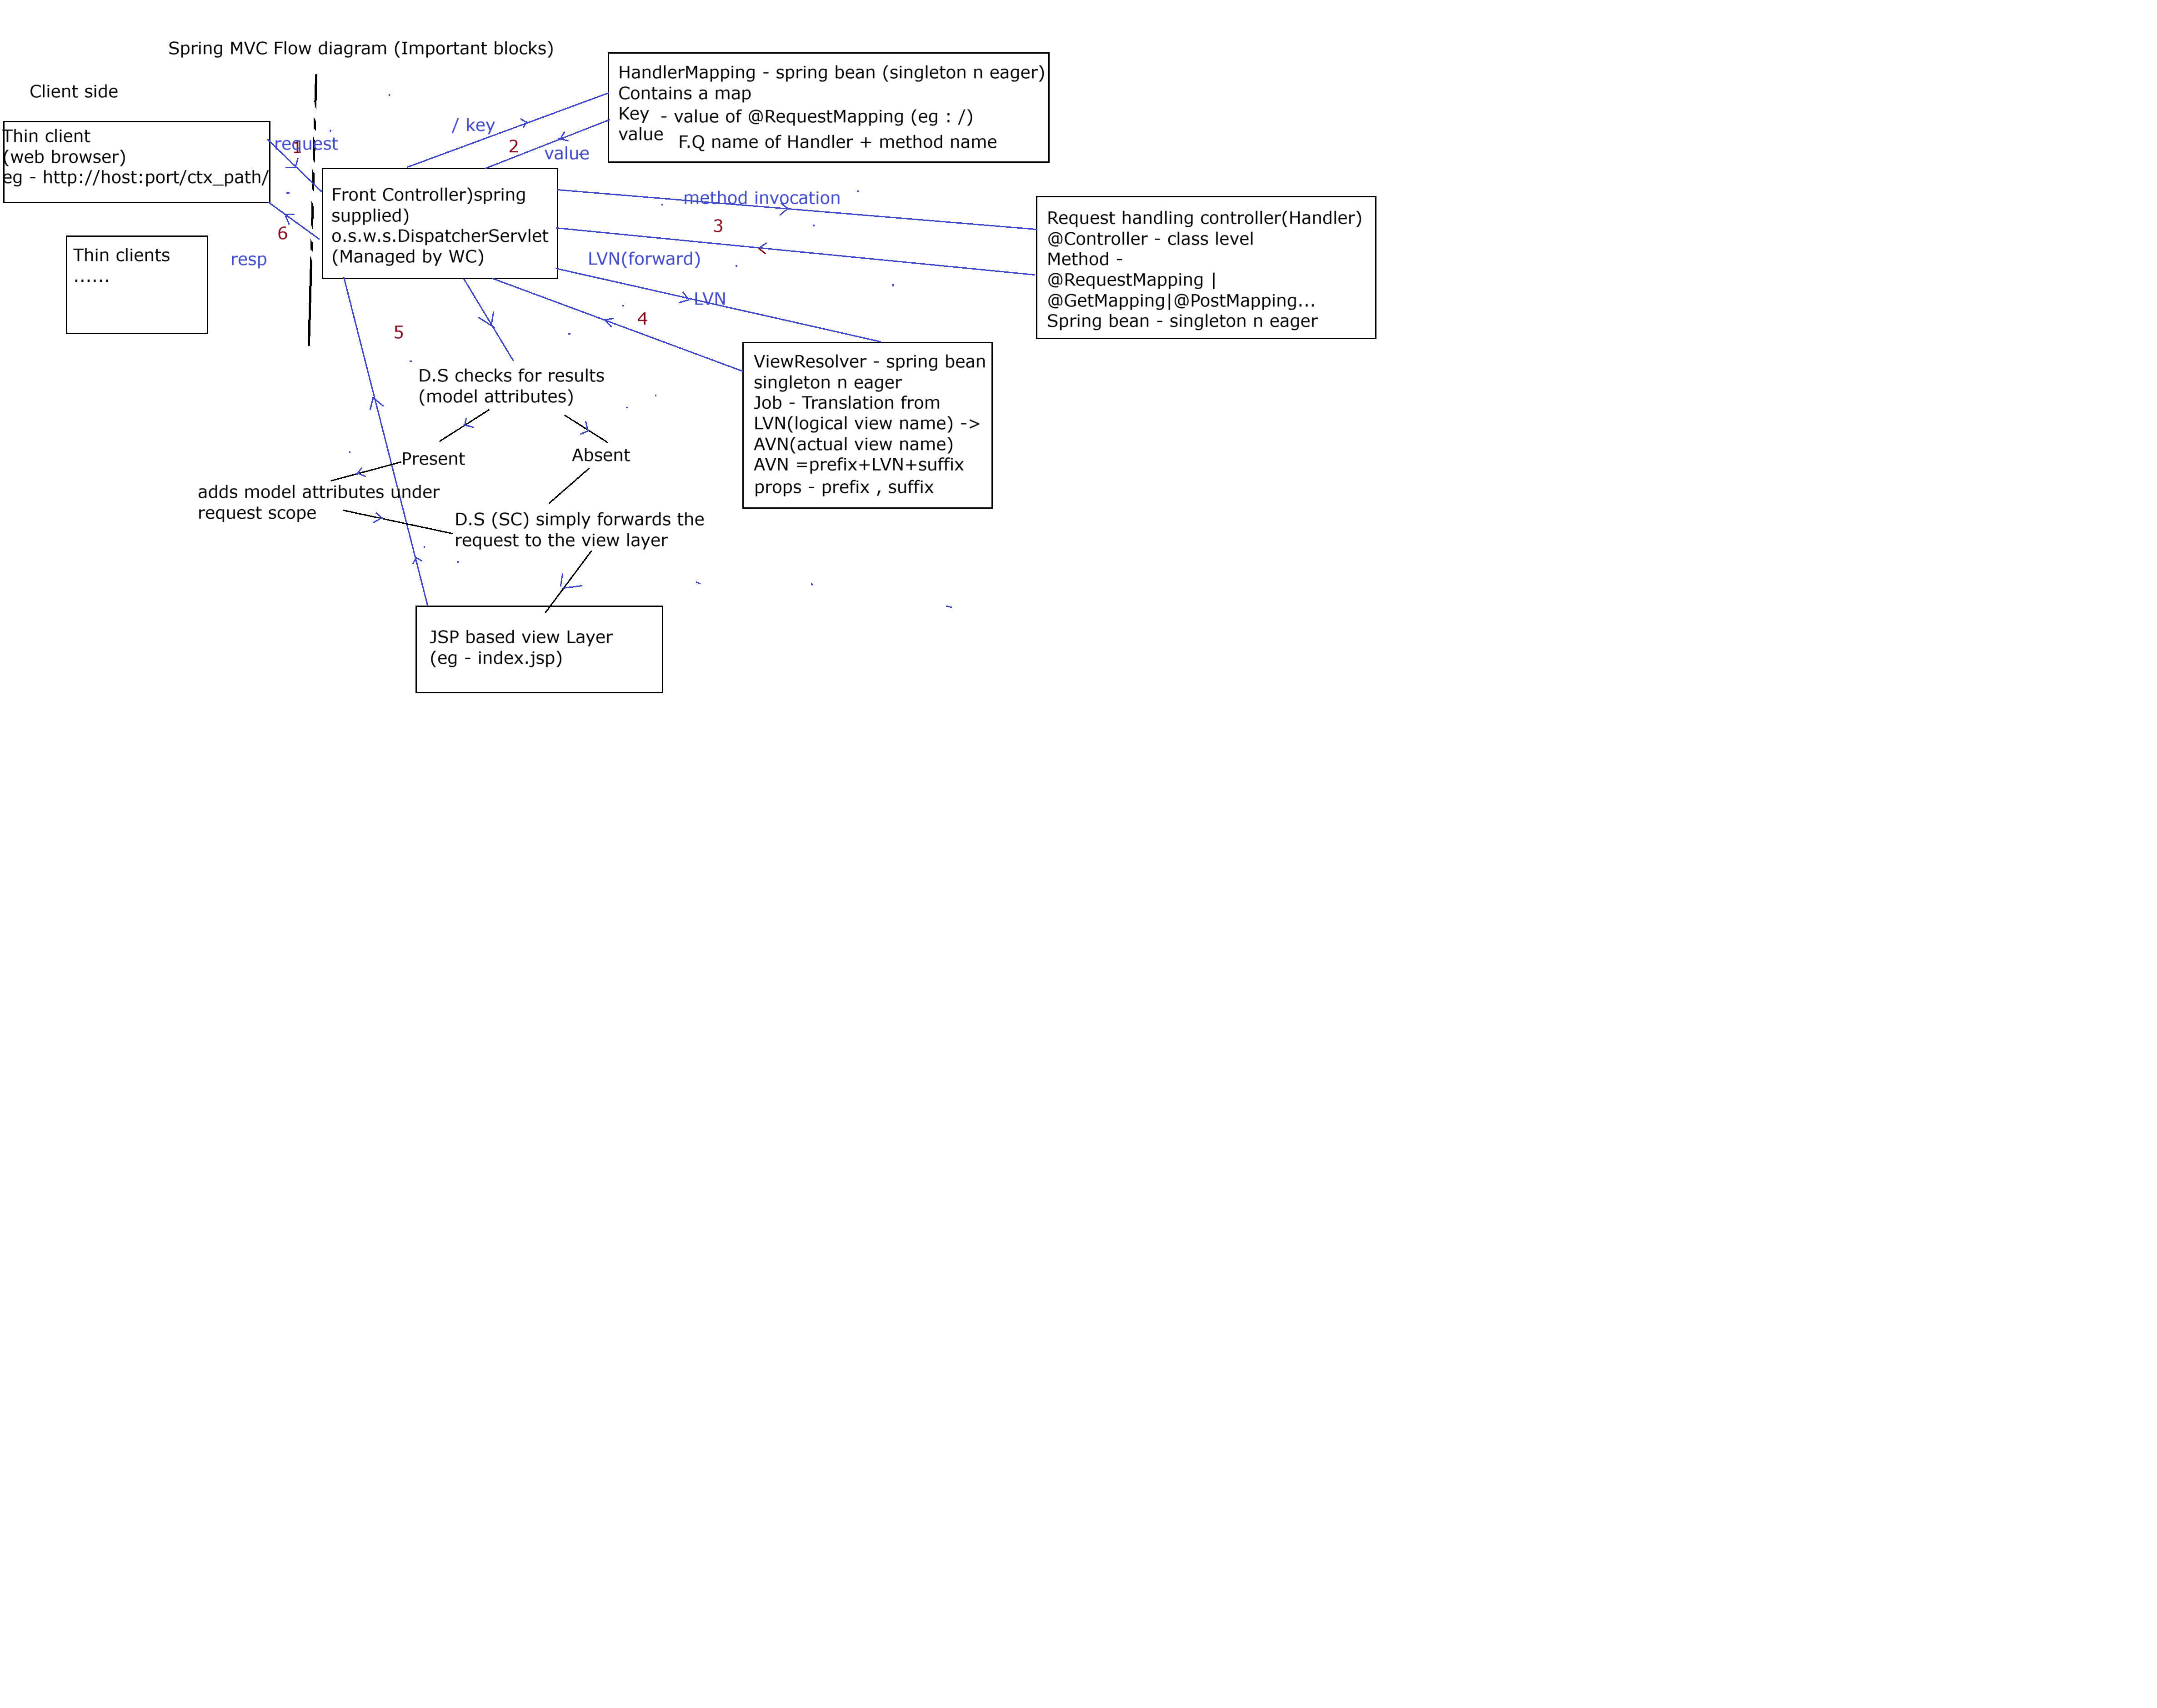 Spring MVC Flow diagram (Important blocks)
Client side
Thin client
(web browser)
eg - http://host:port/ctx_path/
request
1
6
resp
Thin clients
......
/ key
2
value
HandlerMapping - spring bean (singleton n eager)
Contains a map
Key - value of @RequestMapping (eg : /)
value F.Q name of Handler + method name
Front Controller)spring
supplied)
o.s.w.s.DispatcherServlet
(Managed by WC)
method invocation
3
LVN(forward)
LVN
4
5
Request handling controller(Handler)
@Controller - class level
Method -
@RequestMapping |
@GetMapping|@PostMapping...
Spring bean - singleton n eager
ViewResolver - spring bean
singleton n eager
Job - Translation from
LVN(logical view name) ->
AVN(actual view name)
AVN =prefix+LVN+suffix
props - prefix , suffix
D.S checks for results
(model attributes)
Present
Absent
adds model attributes under
request scope
D.S (SC) simply forwards the
request to the view layer
JSP based view Layer
(eg - index.jsp)